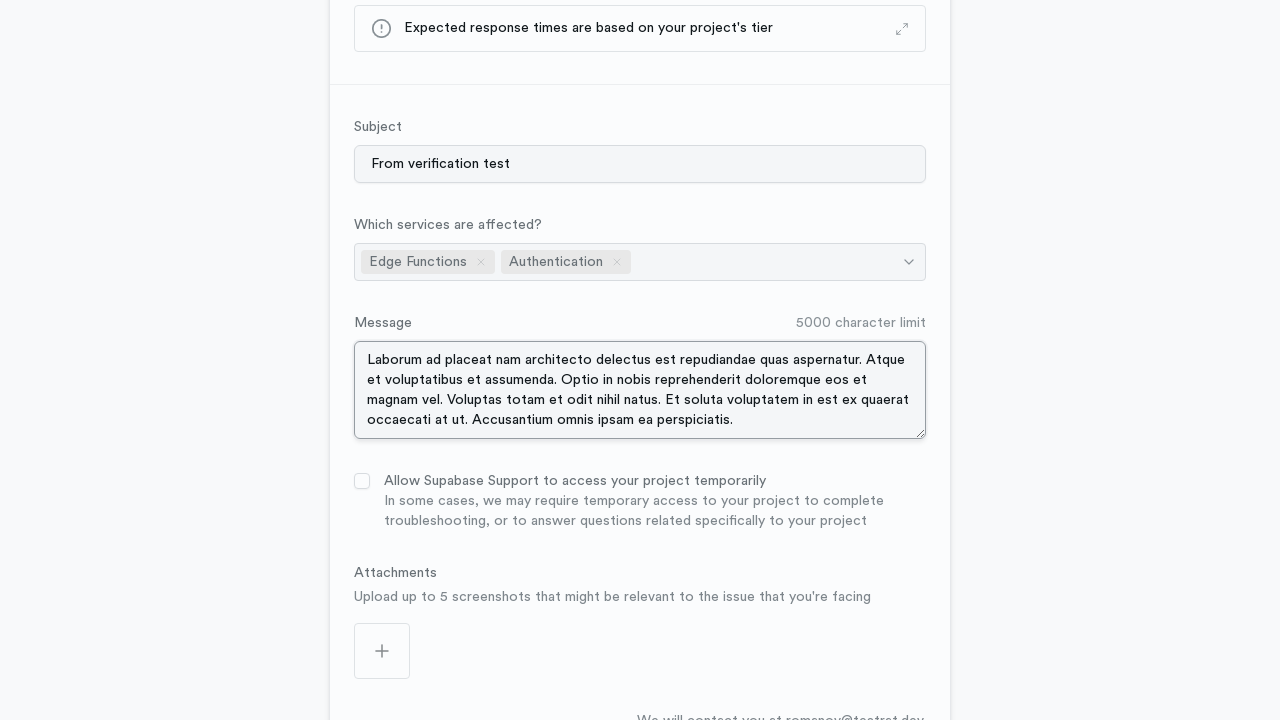 Expected response times are based on your project's tier
Subject
From verification test
Which services are affected?
Edge Functions
Authentication
Message
5000 character limit
Laborum ad placeat nam architecto delectus est repudiandae quas aspernatur. Atque
et voluptatibus et assumenda. Optio in nobis reprehenderit doloremque eos et
magnam vel. Voluptas totam et odit nihil natus. Et soluta voluptatem in est ex quaerat
occaecati at ut. Accusantium omnis ipsam ea perspiciatis.
Allow Supabase Support to access your project temporarily
In some cases, we may require temporary access to your project to complete
troubleshooting, or to answer questions related specifically to your project
Attachments
Upload up to 5 screenshots that might be relevant to the issue that you're facing
We will contact you at